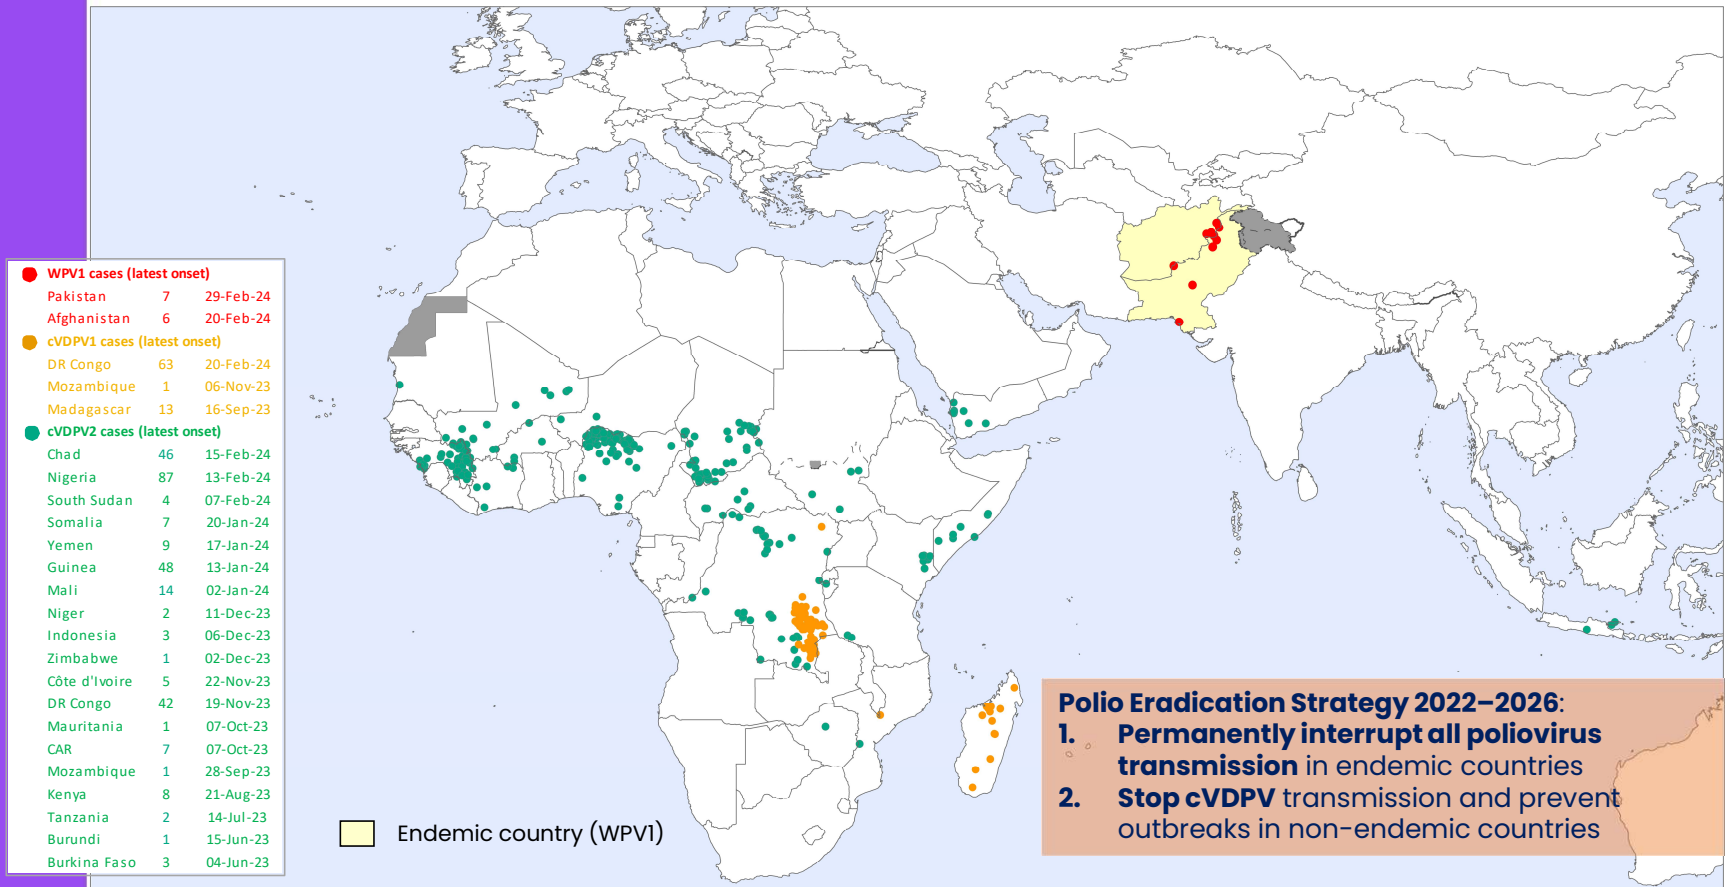 WPV1 cases (latest onset)
Pakistan 7 29-Feb-24
Afghanistan 6 20-Feb-24
cVDPV1 cases (latest onset)
DR Congo 63 20-Feb-24
Mozambique 1 06-Nov-23
Madagascar 13 16-Sep-23
cVDPV2 cases (latest onset)
Chad 46 15-Feb-24
Nigeria 87 13-Feb-24
South Sudan 4 07-Feb-24
Somalia 7 20-Jan-24
Yemen 9 17-Jan-24
Guinea 48 13-Jan-24
Mali 14 02-Jan-24
Niger 2 11-Dec-23
Indonesia 3 06-Dec-23
Zimbabwe 1 02-Dec-23
Côte d'Ivoire 5 22-Nov-23
DR Congo 42 19-Nov-23
Mauritania 1 07-Oct-23
CAR 7 07-Oct-23
Mozambique 1 28-Sep-23
Kenya 8 21-Aug-23
Tanzania 2 14-Jul-23
Burundi 1 15-Jun-23
Burkina Faso 3 04-Jun-23
Endemic country (WPV1)
Polio Eradication Strategy 2022–2026:
1. Permanently interrupt all poliovirus
transmission in endemic countries
2. Stop cVDPV transmission and prevent
outbreaks in non-endemic countries